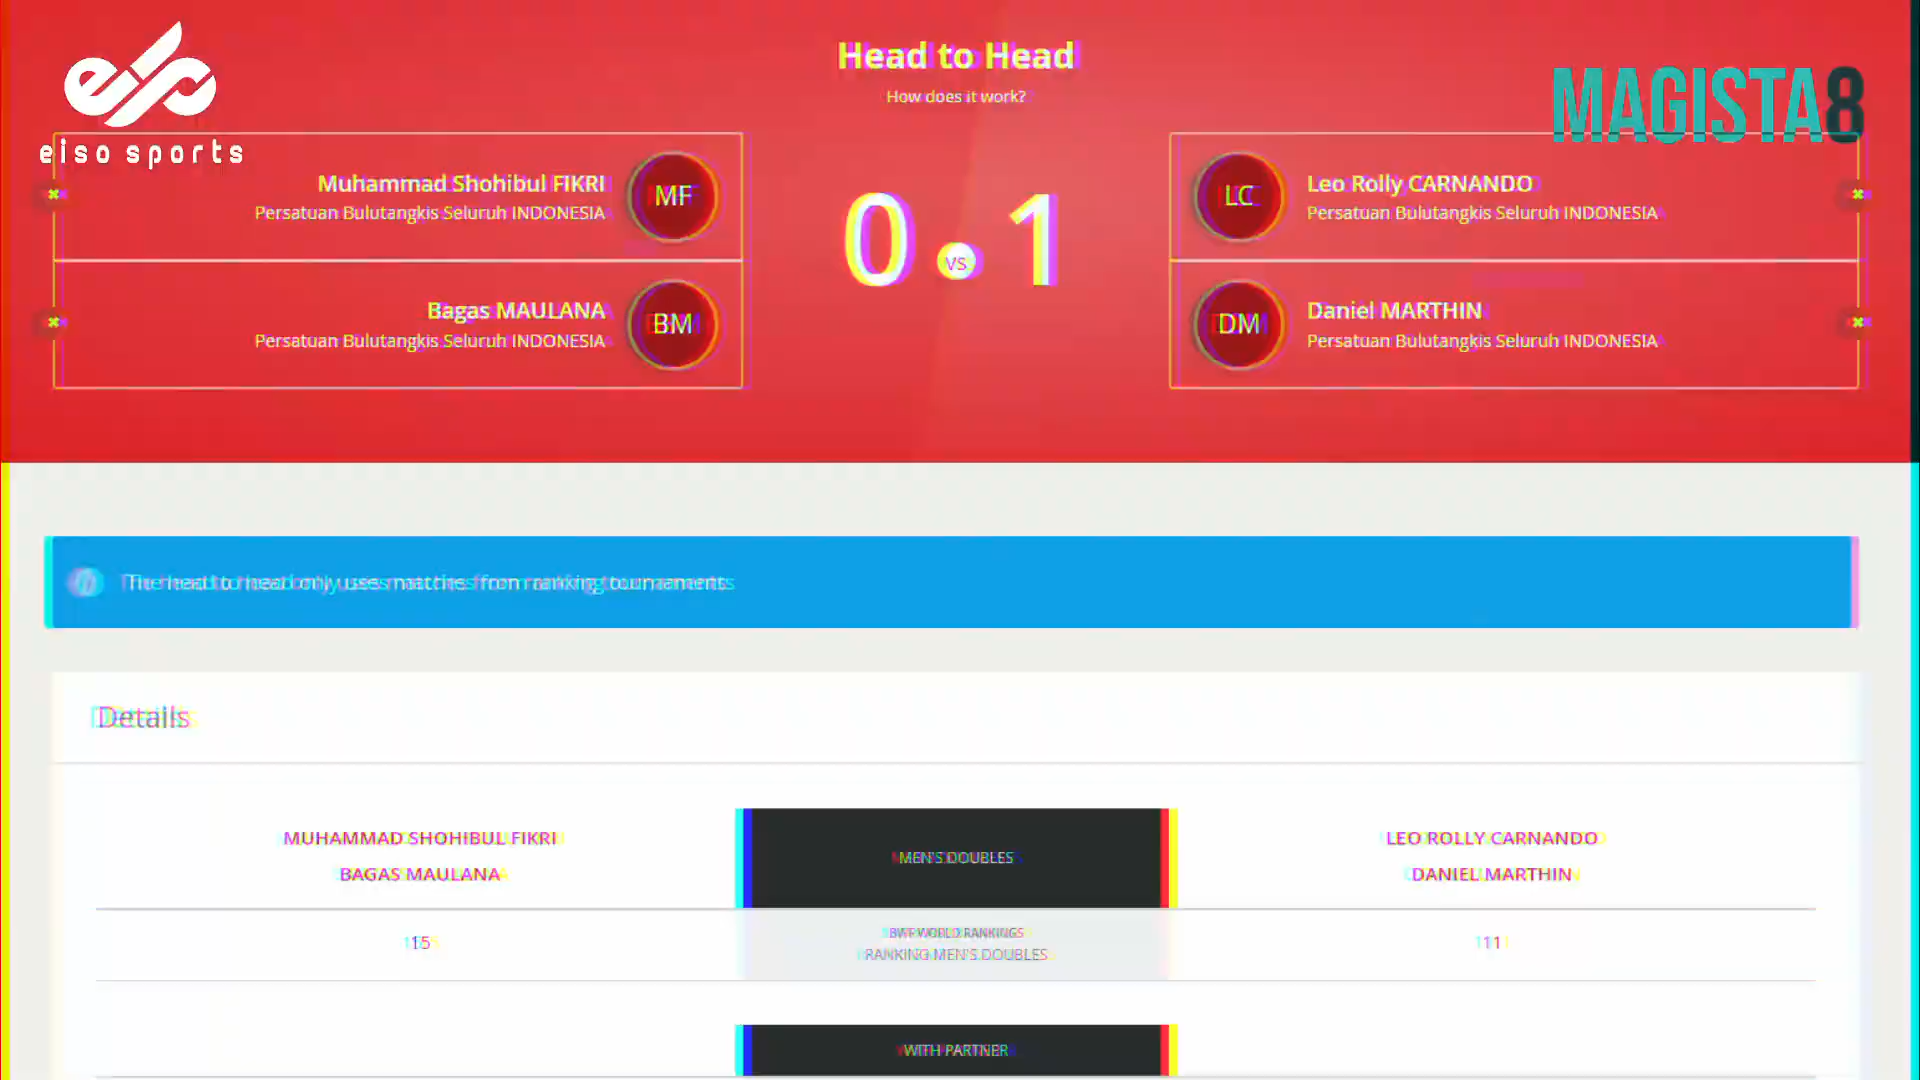 eiso sports
Head to Head
How does it work?
MAGISTA8
Muhammad Shohibul FIKRI
Persatuan Bulutangkis Seluruh INDONESIA
MF
Bagas MAULANA
Persatuan Bulutangkis Seluruh INDONESIA
BM
0 VS 1
LC
Leo Rolly CARNANDO
Persatuan Bulutangkis Seluruh INDONESIA
DM
Daniel MARTHIN
Persatuan Bulutangkis Seluruh INDONESIA
The head to head only uses matches from ranking tournaments
Details
MUHAMMAD SHOHIBUL FIKRI
BAGAS MAULANA
MEN'S DOUBLES
LEO ROLLY CARNANDO
DANIEL MARTHIN
15
BWF WORLD RANKINGS
RANKING MEN'S DOUBLES
11
WITH PARTNER